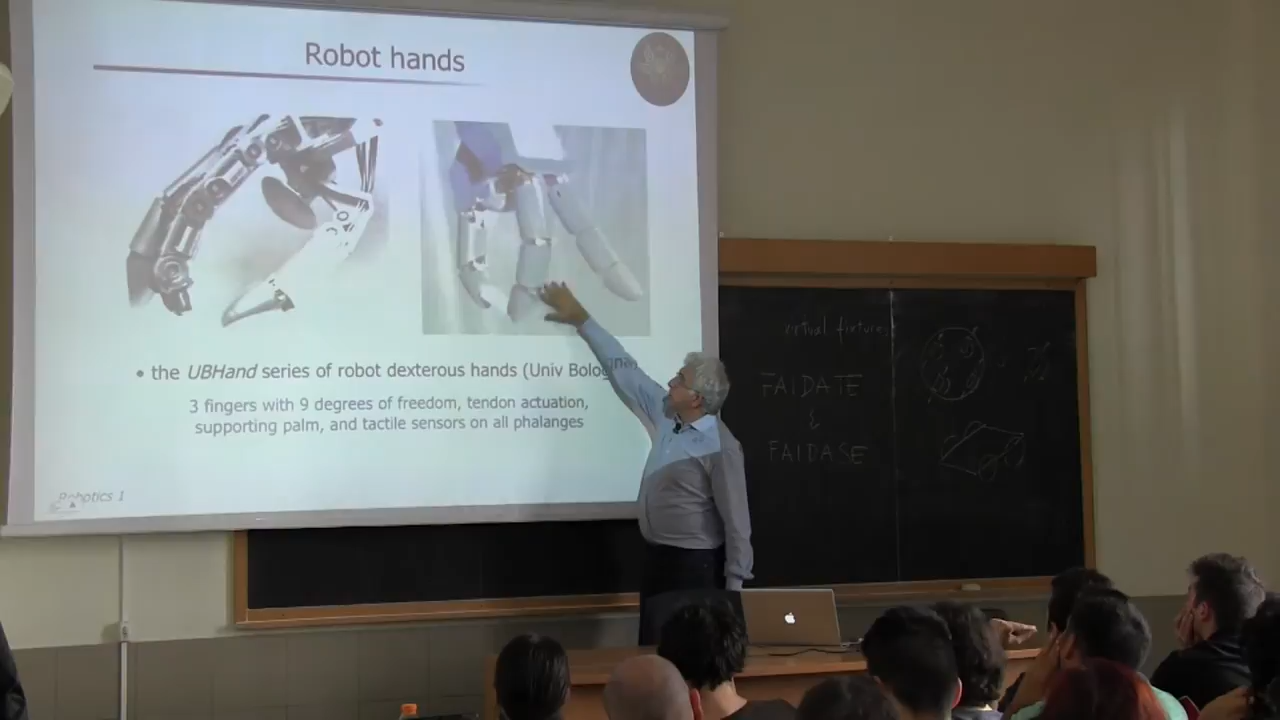 Robot hands
• the UBHand series of robot dexterous hands (Univ Bologna)
3 fingers with 9 degrees of freedom, tendon actuation,
supporting palm, and tactile sensors on all phalanges
Robotics 1
virtual fixtures
FAIDATE
&
FAIDASE